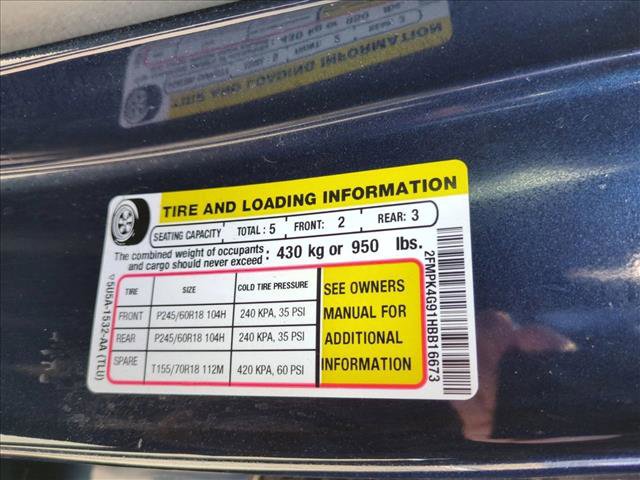 TIRE AND LOADING INFORMATION
SEATING CAPACITY TOTAL : 5 FRONT: 2 REAR: 3
The combined weight of occupants and cargo should never exceed : 430 kg or 950 lbs.
TIRE SIZE COLD TIRE PRESSURE
FRONT P245/60R18 104H 240 KPA, 35 PSI
REAR P245/60R18 104H 240 KPA, 35 PSI
SPARE T155/70R18 112M 420 KPA, 60 PSI
SEE OWNERS
MANUAL FOR
ADDITIONAL
INFORMATION
5U5A-1532-AA (TLU)
2FMPK4G91HBB16673